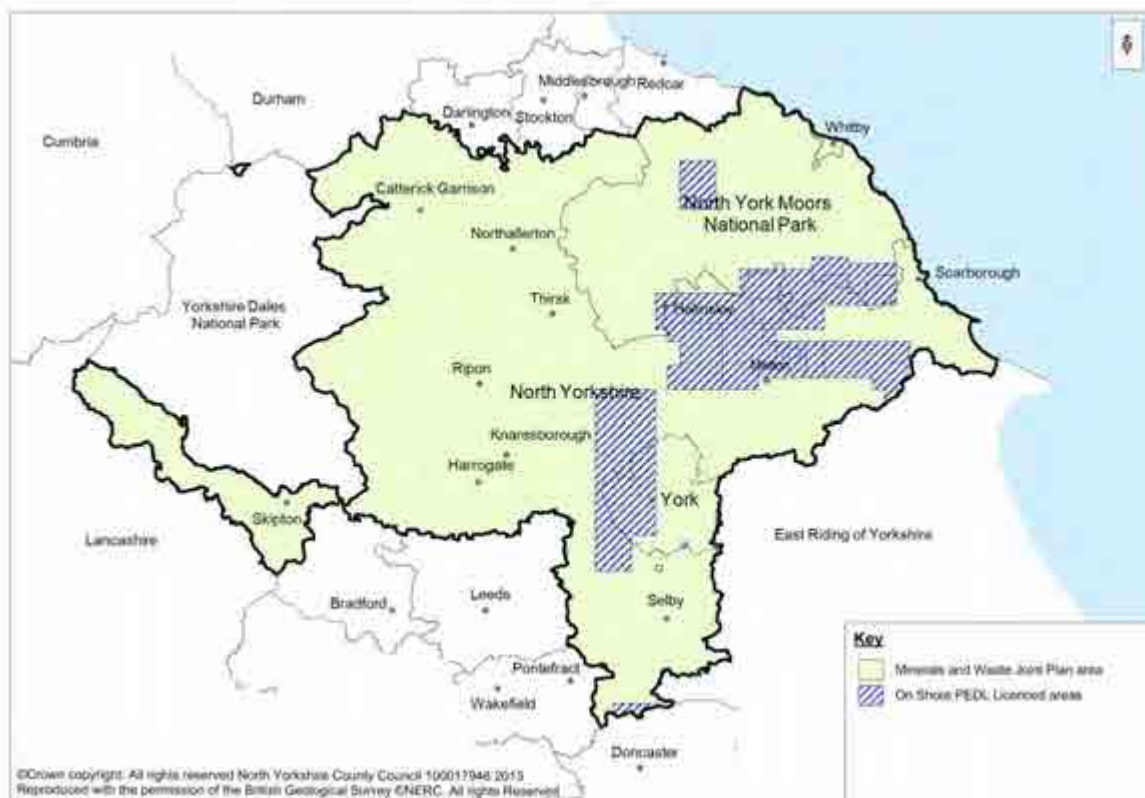 Durham
Cumbria
Darlington
Middlesbrough
Stockton
Redcar
Whitby
Catterick Garrison
North York Moors
National Park
Northallerton
Scarborough
Thirsk
Yorkshire Dales
National Park
Malton
Ripon
North Yorkshire
Knaresborough
Harrogate
York
Skipton
Lancashire
East Riding of Yorkshire
Bradford
Leeds
Selby
Pontefract
Wakefield
Doncaster
Key
Minerals and Waste Joint Plan area
On Shore PEDL Licenced areas
©Crown copyright. All rights reserved North Yorkshire County Council 100017946 2013
Reproduced with the permission of the British Geological Survey ©NERC. All rights Reserved